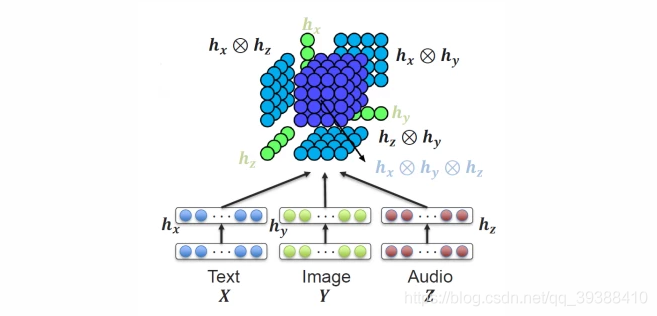 h_x
h_x ⊗ h_z
h_x ⊗ h_y
h_y
h_z ⊗ h_y
h_z
h_x ⊗ h_y ⊗ h_z
h_x
h_y
h_z
Text Image Audio
X Y Z
https://blog.csdn.net/qq_39388410